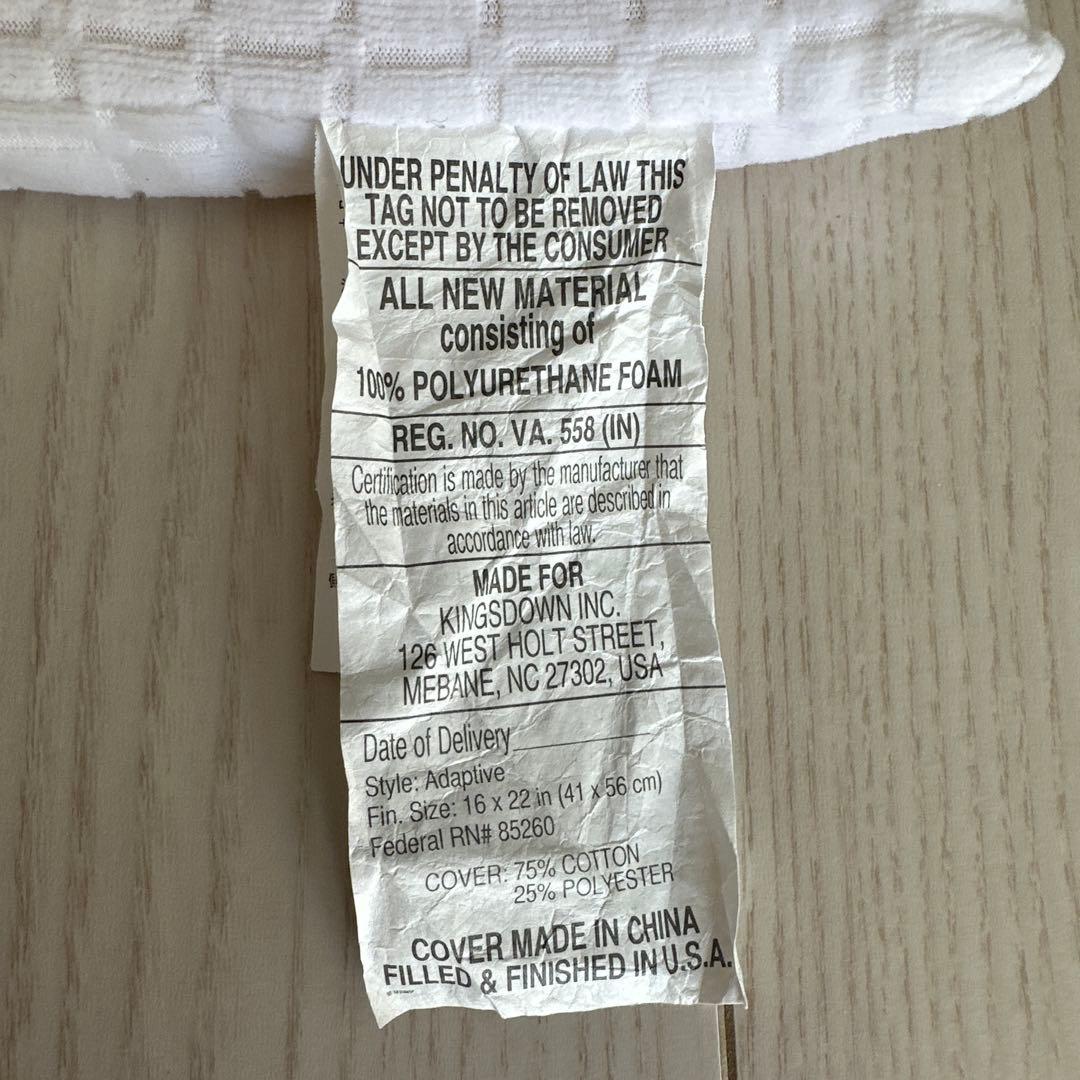 UNDER PENALTY OF LAW THIS
TAG NOT TO BE REMOVED
EXCEPT BY THE CONSUMER
ALL NEW MATERIAL
consisting of
100% POLYURETHANE FOAM
REG. NO. VA. 558 (IN)
Certification is made by the manufacturer that
the materials in this article are described in
accordance with law.
MADE FOR
KINGSDOWN INC.
126 WEST HOLT STREET,
MEBANE, NC 27302, USA
Date of Delivery
Style: Adaptive
Fin. Size: 16 x 22 in (41 x 56 cm)
Federal RN# 85260
COVER: 75% COTTON
25% POLYESTER
COVER MADE IN CHINA
FILLED & FINISHED IN U.S.A.